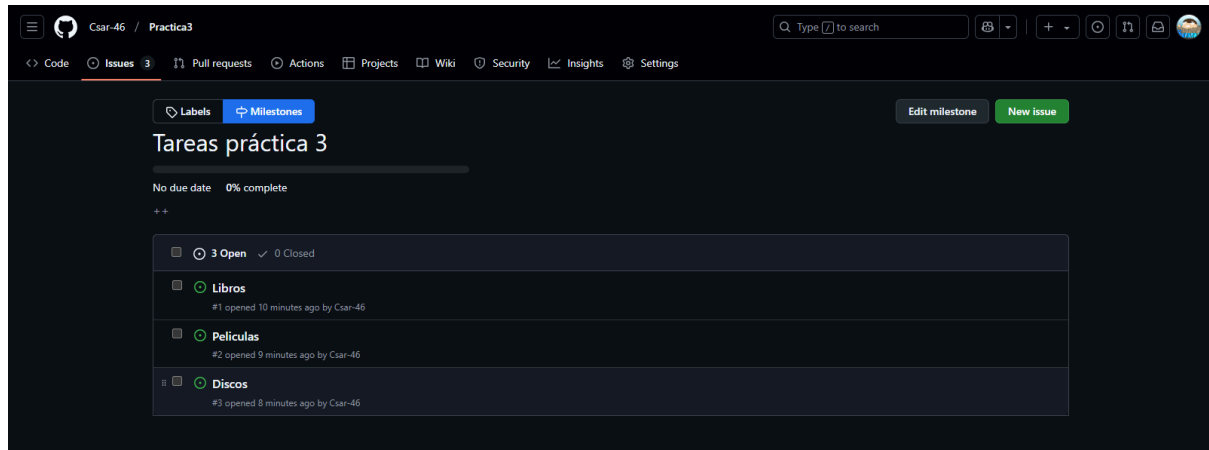 Csar-46 / Practica3
Type / to search
Code Issues 3 Pull requests Actions Projects Wiki Security Insights Settings
Labels Milestones
Edit milestone New issue
Tareas práctica 3
No due date 0% complete
++
3 Open 0 Closed
Libros
#1 opened 10 minutes ago by Csar-46
Peliculas
#2 opened 9 minutes ago by Csar-46
Discos
#3 opened 8 minutes ago by Csar-46